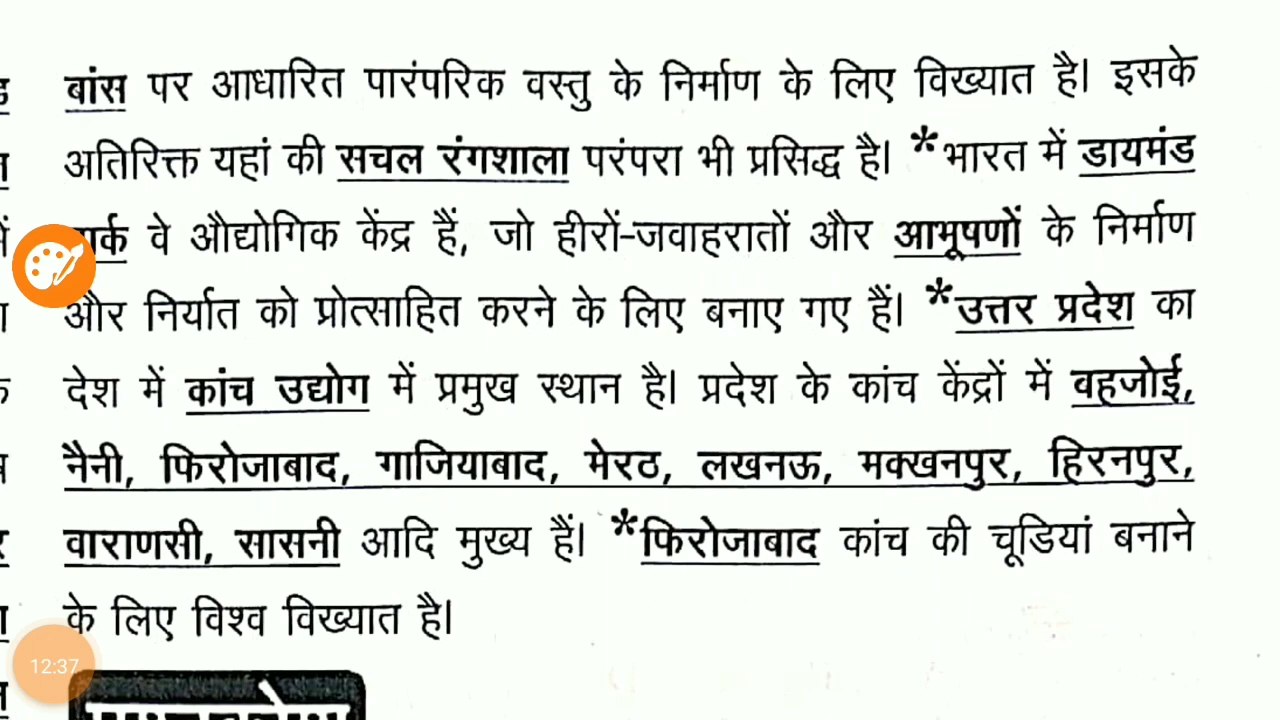 बांस पर आधारित पारंपरिक वस्तु के निर्माण के लिए विख्यात है। इसके
अतिरिक्त यहां की सचल रंगशाला परंपरा भी प्रसिद्ध है। *भारत में डायमंड
वे औद्योगिक केंद्र हैं, जो हीरों-जवाहरातों और आभूषणों के निर्माण
और निर्यात को प्रोत्साहित करने के लिए बनाए गए हैं। *उत्तर प्रदेश का
देश में कांच उद्योग में प्रमुख स्थान है। प्रदेश के कांच केंद्रों में वहजोई,
नैनी, फिरोजाबाद, गाजियाबाद, मेरठ, लखनऊ, मक्खनपुर, हिरनपुर,
वाराणसी, सासनी आदि मुख्य हैं। *फिरोजाबाद कांच की चूडियां बनाने
के लिए विश्व विख्यात है।
12:37